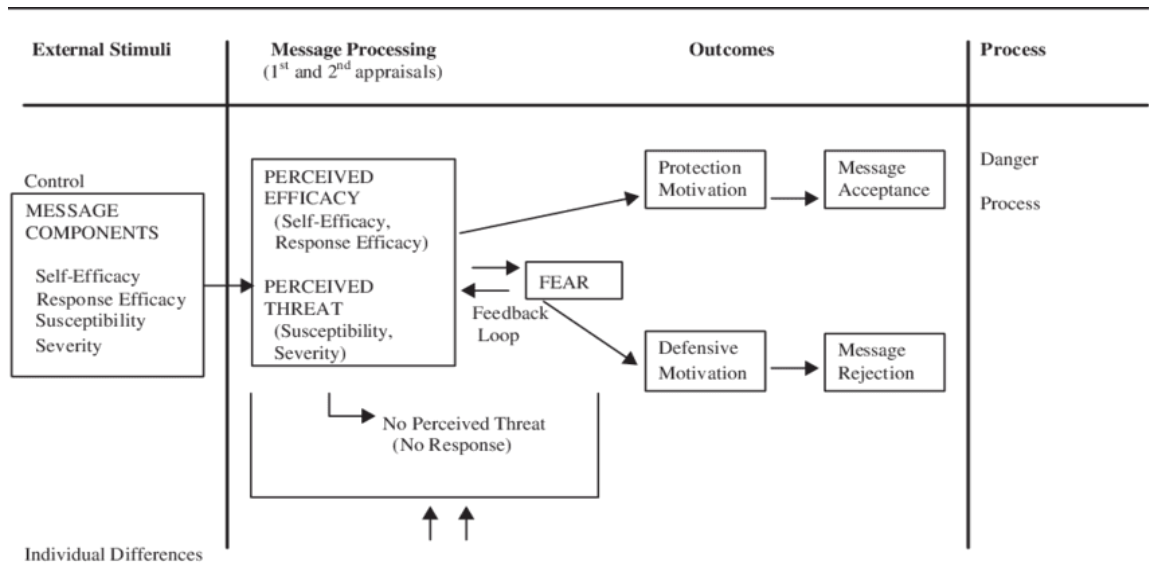 External Stimuli
Message Processing
(1st and 2nd appraisals)
Outcomes
Process
Control
MESSAGE
COMPONENTS
Self-Efficacy
Response Efficacy
Susceptibility
Severity
PERCEIVED
EFFICACY
(Self-Efficacy,
Response Efficacy)
PERCEIVED
THREAT
(Susceptibility,
Severity)
Feedback
Loop
FEAR
Protection
Motivation
Message
Acceptance
Defensive
Motivation
Message
Rejection
Danger
Process
No Perceived Threat
(No Response)
Individual Differences